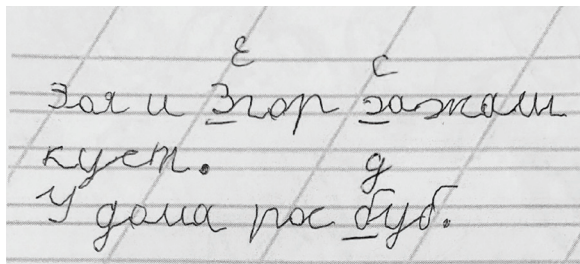 Е С
Зоя и Згор зажали
куст. д
У дома рос буб.